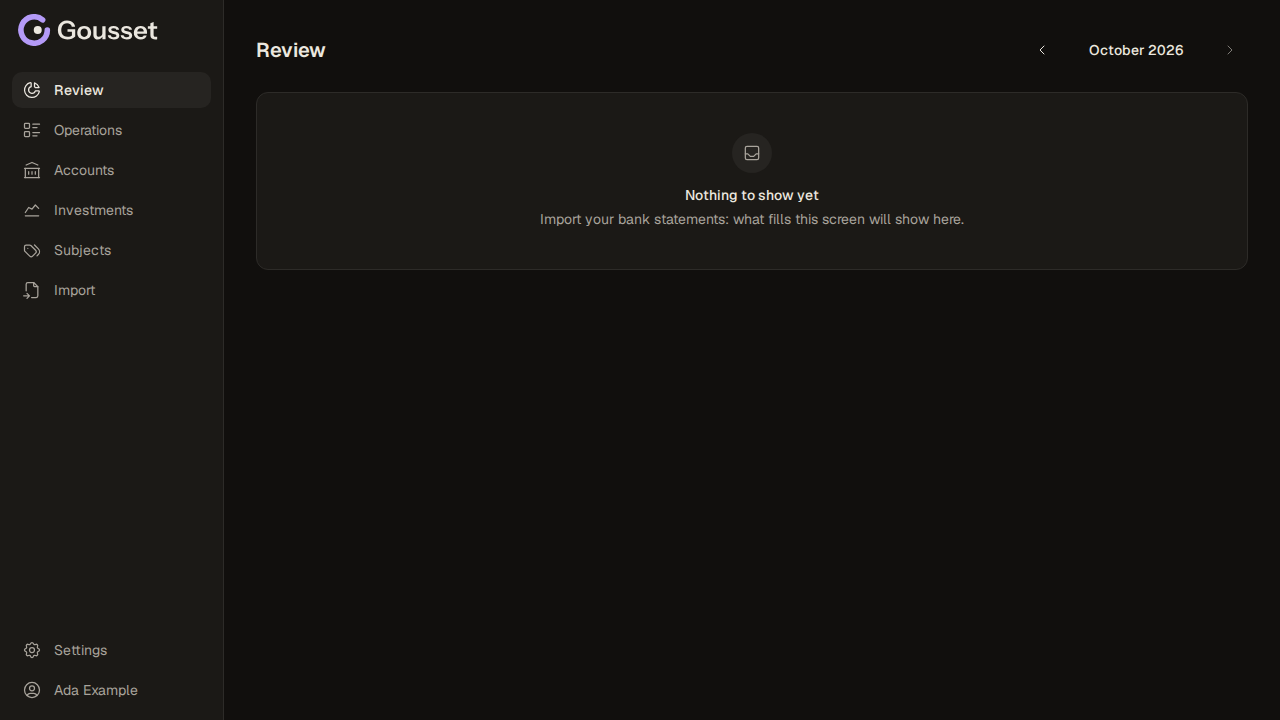 Gousset
Review
Operations
Accounts
Investments
Subjects
Import
Settings
Ada Example
Review
October 2026
Nothing to show yet
Import your bank statements: what fills this screen will show here.